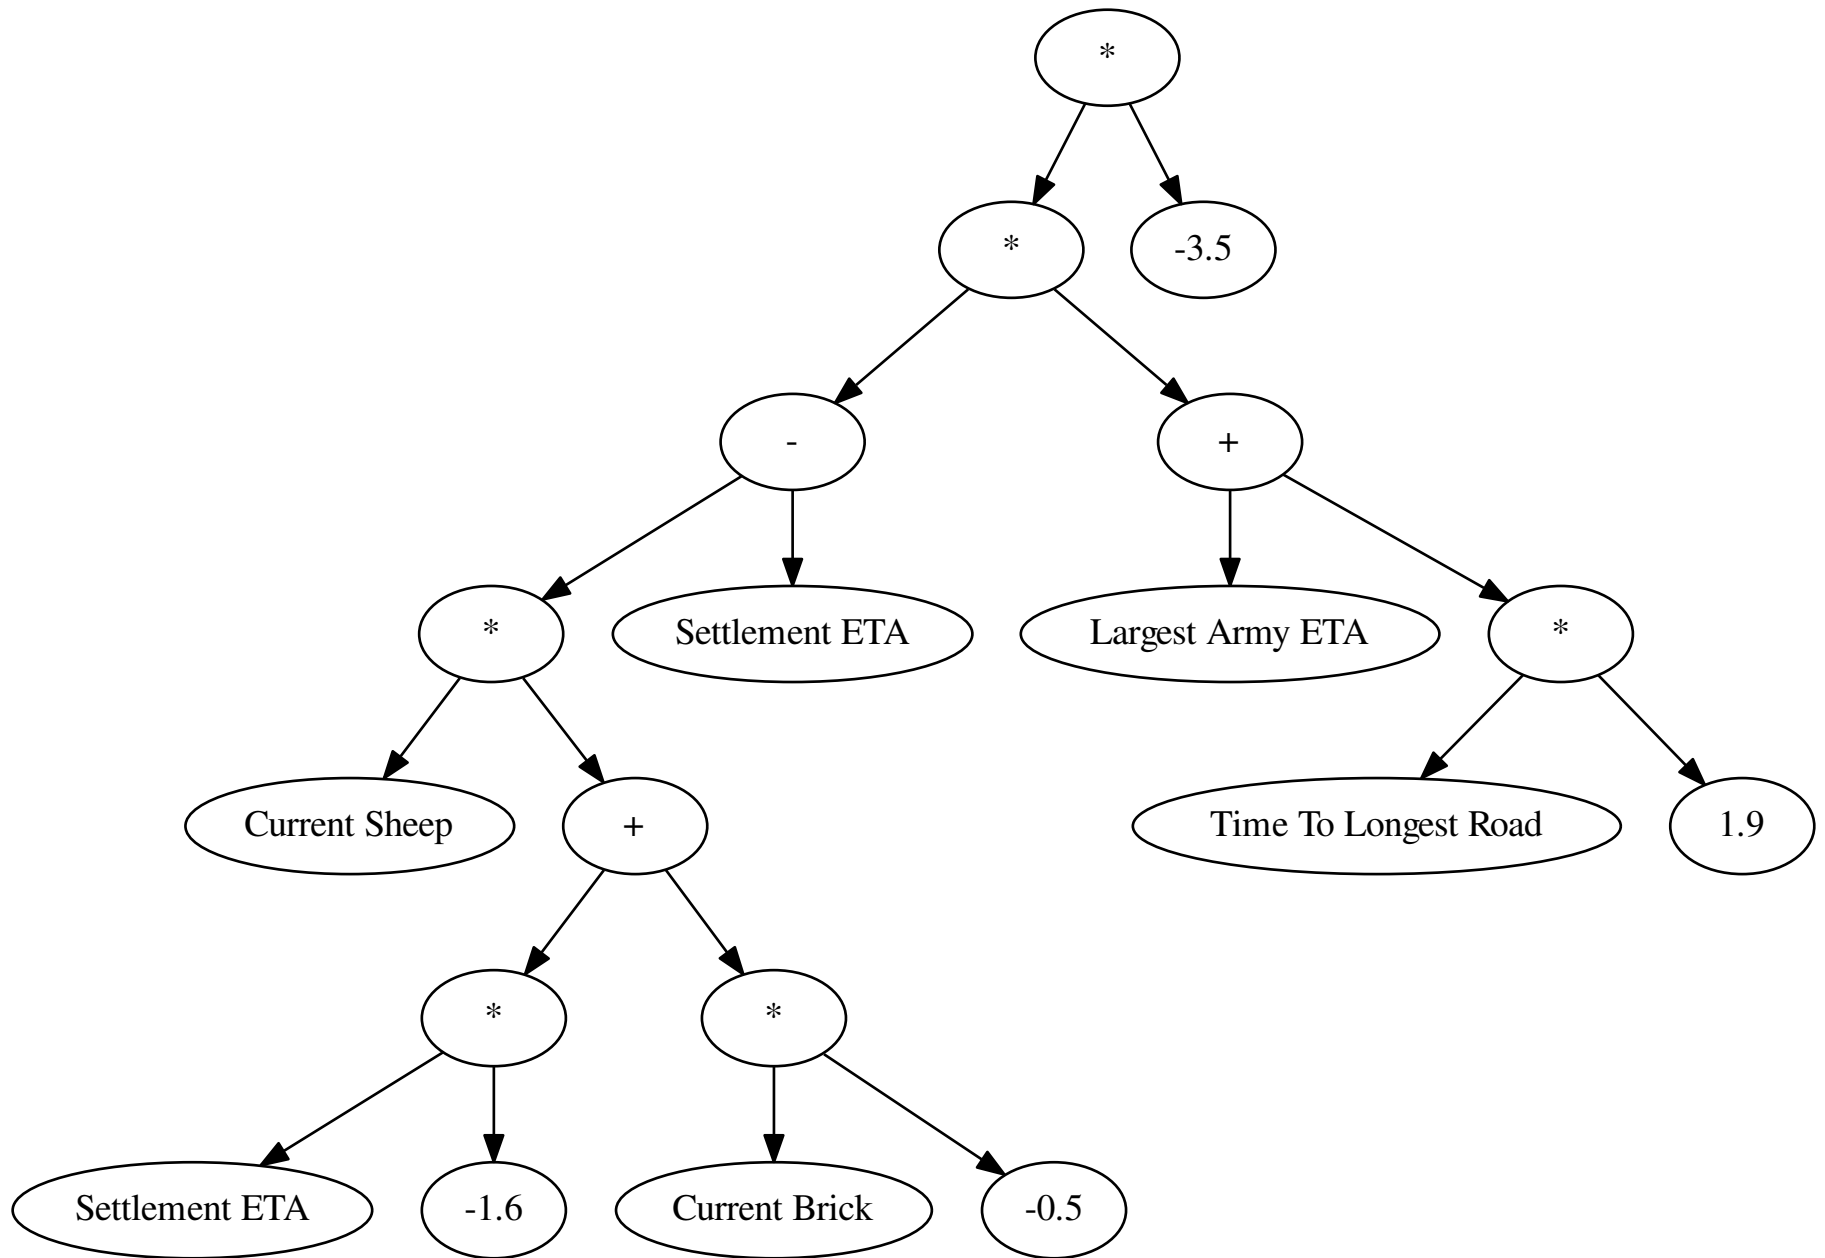 *
* -3.5
- +
* Settlement ETA Largest Army ETA *
Current Sheep + Time To Longest Road 1.9
* *
Settlement ETA -1.6 Current Brick -0.5